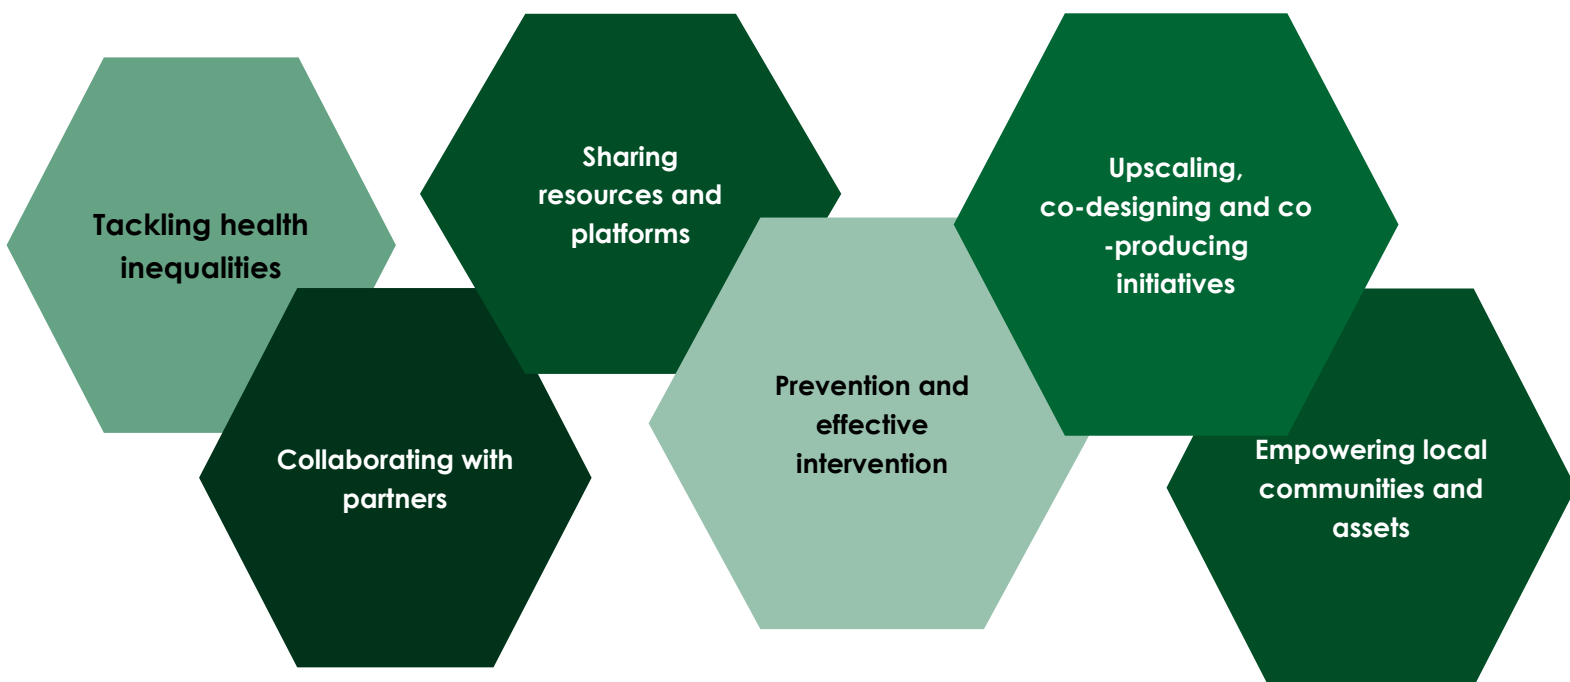 Tackling health
inequalities
Collaborating with
partners
Sharing
resources and
platforms
Prevention and
effective
intervention
Upscaling,
co-designing and co
-producing
initiatives
Empowering local
communities and
assets